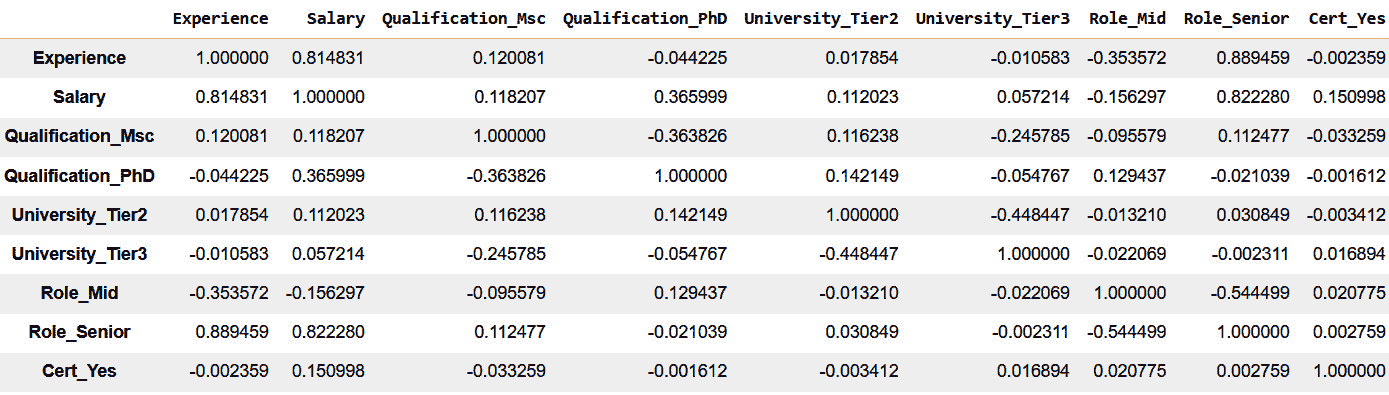 Experience Salary Qualification_Msc Qualification_PhD University_Tier2 University_Tier3 Role_Mid Role_Senior Cert_Yes
Experience 1.000000 0.814831 0.120081 -0.044225 0.017854 -0.010583 -0.353572 0.889459 -0.002359
Salary 0.814831 1.000000 0.118207 0.365999 0.112023 0.057214 -0.156297 0.822280 0.150998
Qualification_Msc 0.120081 0.118207 1.000000 -0.363826 0.116238 -0.245785 -0.095579 0.112477 -0.033259
Qualification_PhD -0.044225 0.365999 -0.363826 1.000000 0.142149 -0.054767 0.129437 -0.021039 -0.001612
University_Tier2 0.017854 0.112023 0.116238 0.142149 1.000000 -0.448447 -0.013210 0.030849 -0.003412
University_Tier3 -0.010583 0.057214 -0.245785 -0.054767 -0.448447 1.000000 -0.022069 -0.002311 0.016894
Role_Mid -0.353572 -0.156297 -0.095579 0.129437 -0.013210 -0.022069 1.000000 -0.544499 0.020775
Role_Senior 0.889459 0.822280 0.112477 -0.021039 0.030849 -0.002311 -0.544499 1.000000 0.002759
Cert_Yes -0.002359 0.150998 -0.033259 -0.001612 -0.003412 0.016894 0.020775 0.002759 1.000000